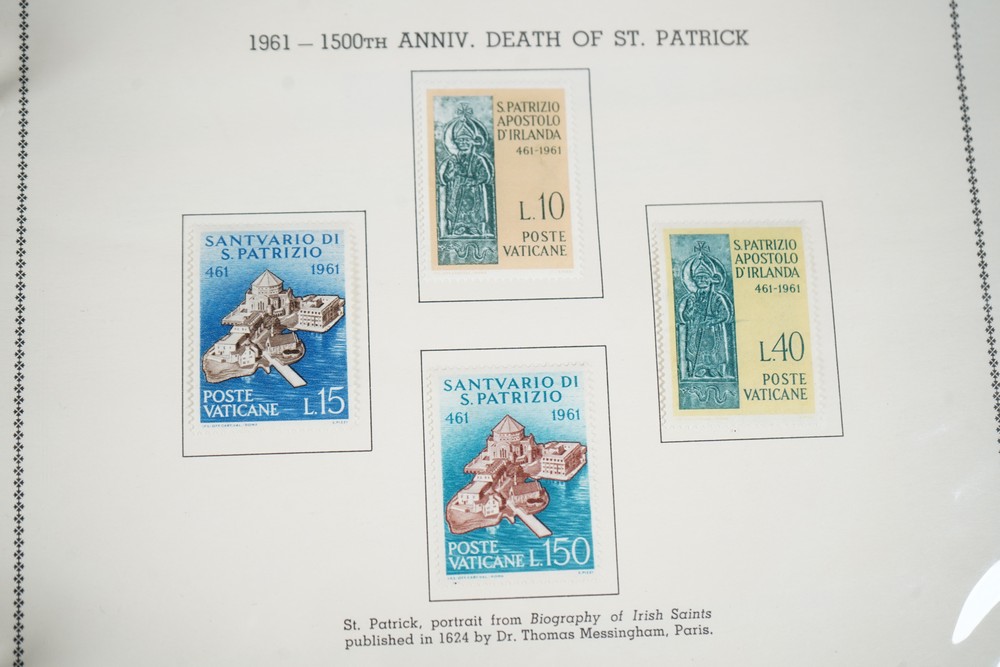 1961 — 1500TH ANNIV. DEATH OF ST. PATRICK
S. PATRIZIO
APOSTOLO
D'IRLANDA
461-1961
L.10
POSTE
VATICANE
SANTVARIO DI
S. PATRIZIO
461 1961
POSTE
VATICANE L.15
S. PATRIZIO
APOSTOLO
D'IRLANDA
461-1961
L.40
POSTE
VATICANE
SANTVARIO DI
S. PATRIZIO
461 1961
POSTE
VATICANE L.150
St. Patrick, portrait from Biography of Irish Saints
published in 1624 by Dr. Thomas Messingham, Paris.